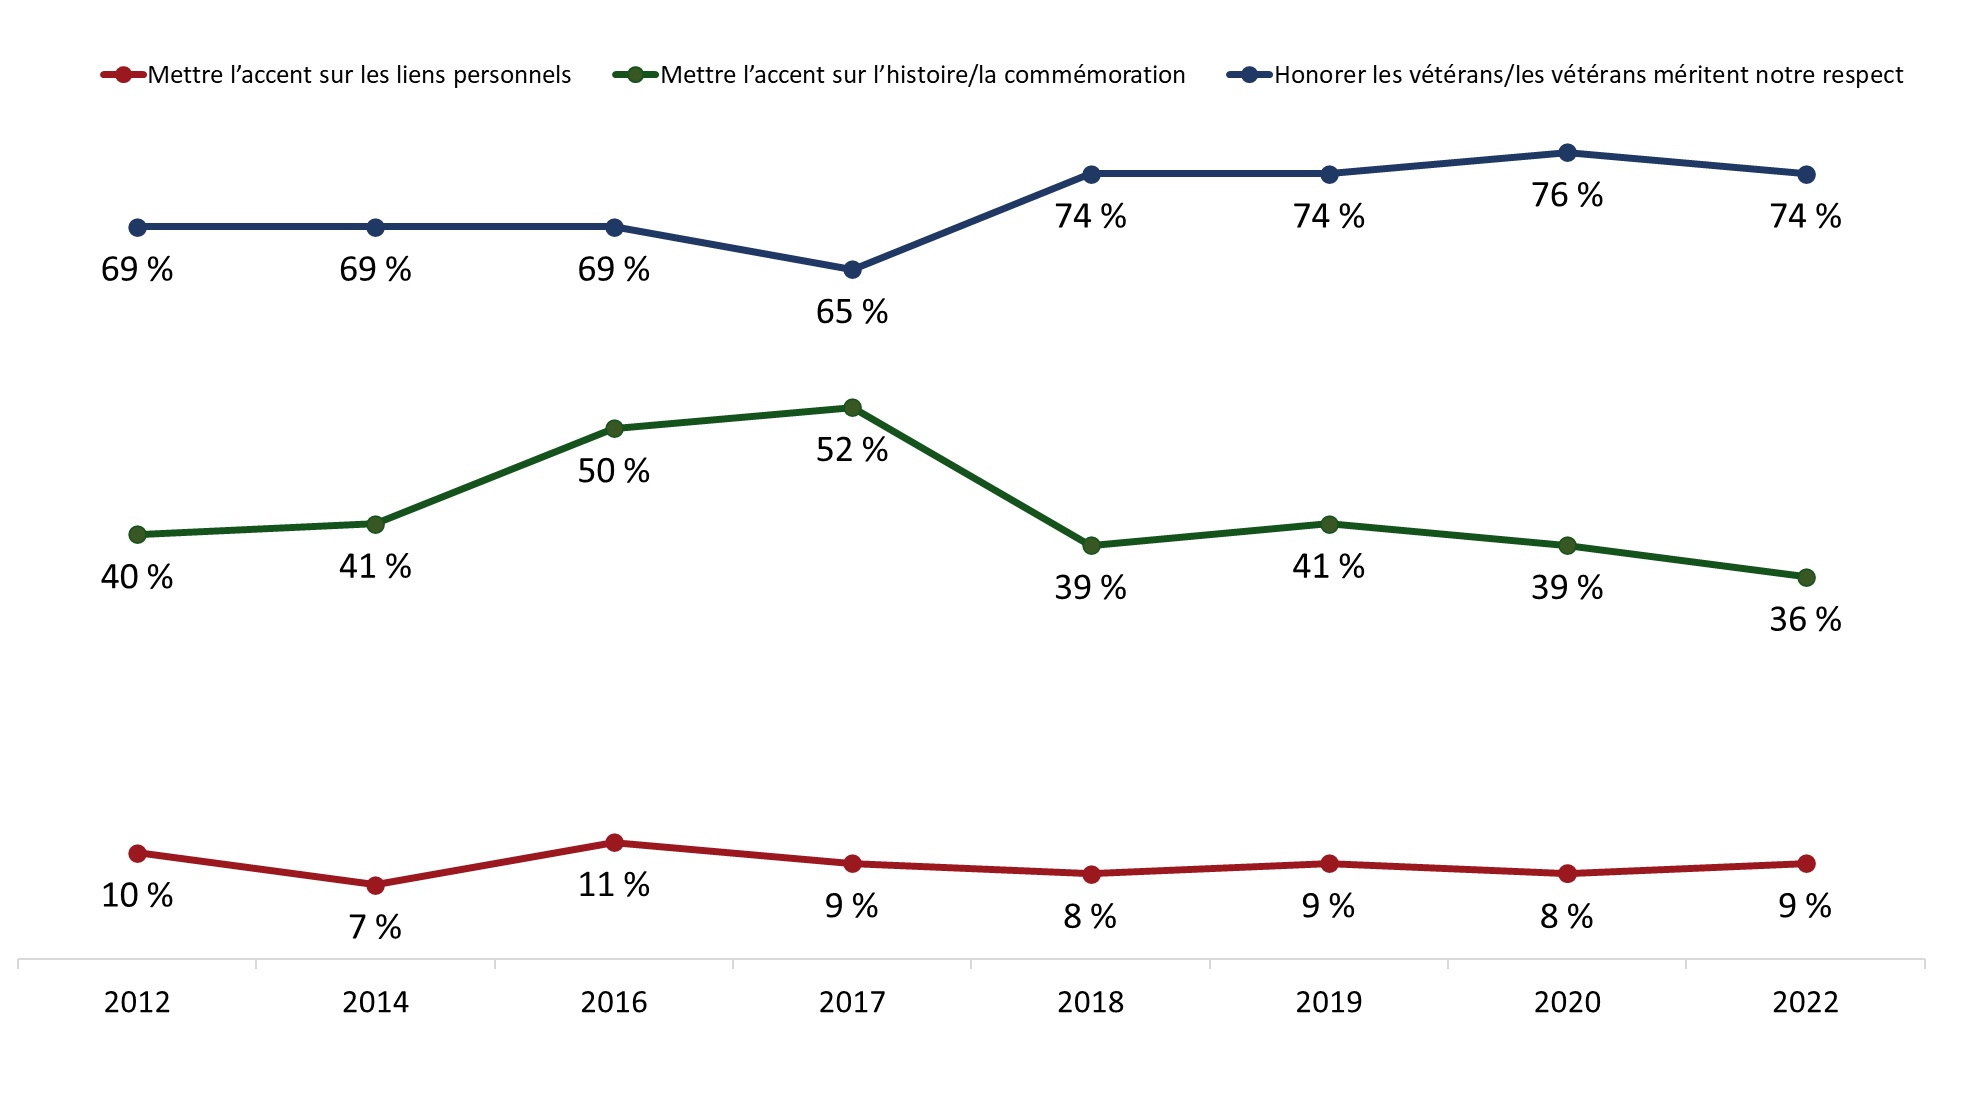 Mettre l’accent sur les liens personnels Mettre l’accent sur l’histoire/la commémoration Honorer les vétérans/les vétérans méritent notre respect
69 % 69 % 69 % 65 % 74 % 74 % 76 % 74 %
40 % 41 % 50 % 52 % 39 % 41 % 39 % 36 %
10 % 7 % 11 % 9 % 8 % 9 % 8 % 9 %
2012 2014 2016 2017 2018 2019 2020 2022